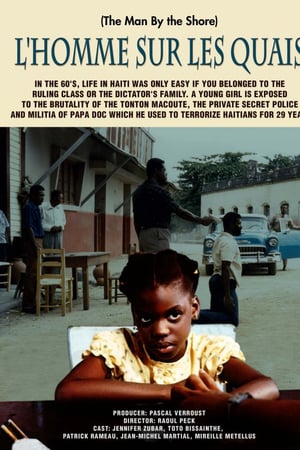 (The Man By the Shore)
L'HOMME SUR LES QUAIS
IN THE 60'S, LIFE IN HAITI WAS ONLY EASY IF YOU BELONGED TO THE
RULING CLASS OR THE DICTATOR'S FAMILY. A YOUNG GIRL IS EXPOSED
TO THE BRUTALITY OF THE TONTON MACOUTE, THE PRIVATE SECRET POLICE
AND MILITIA OF PAPA DOC WHICH HE USED TO TERRORIZE HAITIANS FOR 29
PRODUCER: PASCAL VERROUST
DIRECTOR: RAOUL PECK
CAST: JENNIFER ZUBAR, TOTO BISSAINTHE,
PATRICK RAMEAU, JEAN-MICHEL MARTIAL, MIREILLE METELLUS